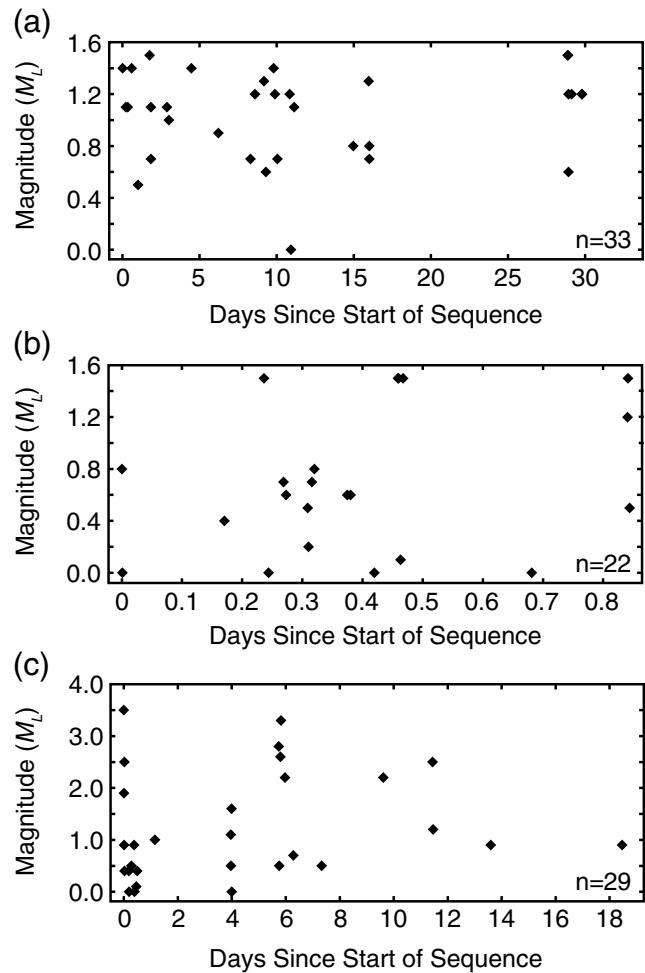 (a)
1.6
1.2
0.8
0.4
0.0
Magnitude (M_L)
n=33
0 5 10 15 20 25 30
Days Since Start of Sequence
(b)
1.6
1.2
0.8
0.4
0.0
Magnitude (M_L)
n=22
0 0.1 0.2 0.3 0.4 0.5 0.6 0.7 0.8
Days Since Start of Sequence
(c)
4.0
3.0
2.0
1.0
0.0
Magnitude (M_L)
n=29
0 2 4 6 8 10 12 14 16 18
Days Since Start of Sequence